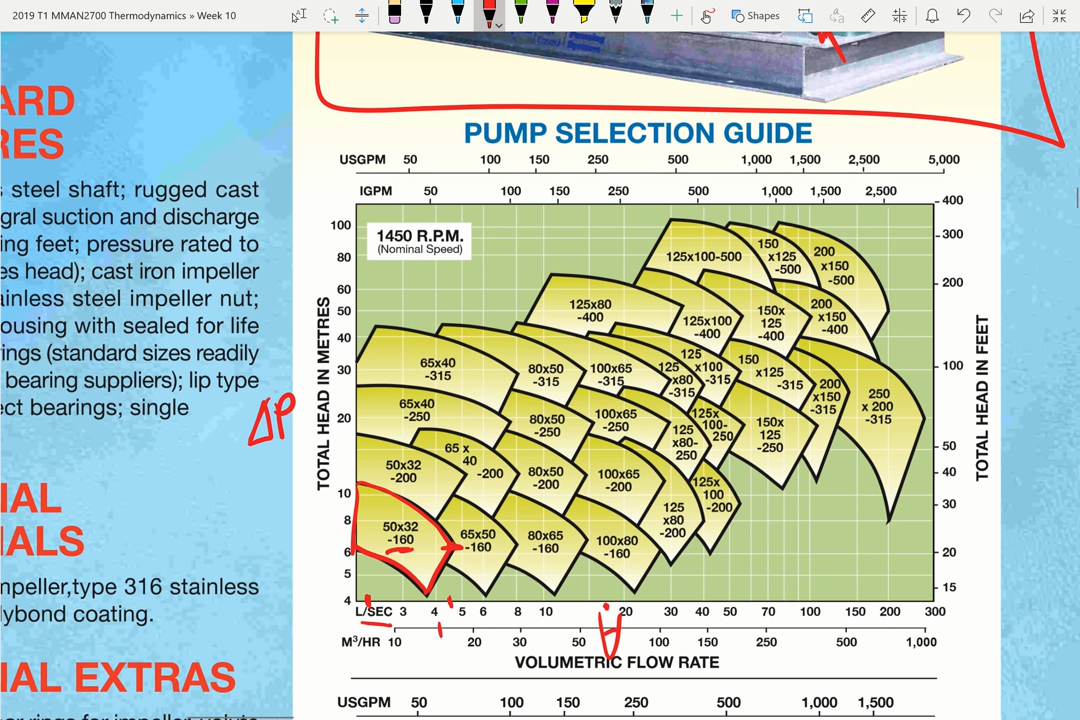 2019 T1 MMAN2700 Thermodynamics » Week 10
Shapes
ARD
RES
s steel shaft; rugged cast
egral suction and discharge
ing feet; pressure rated to
es head); cast iron impeller
ainless steel impeller nut;
ousing with sealed for life
rings (standard sizes readily
bearing suppliers); lip type
ect bearings; single
ΔP
IAL
IALS
mpeller,type 316 stainless
lybond coating.
IAL EXTRAS
PUMP SELECTION GUIDE
USGPM 50 100 150 250 500 1,000 1,500 2,500 5,000
IGPM 50 100 150 250 500 1,000 1,500 2,500
1450 R.P.M.
(Nominal Speed)
TOTAL HEAD IN METRES
100
80
60
50
40
30
20
10
8
6
5
4
TOTAL HEAD IN FEET
400
300
200
100
50
40
30
20
15
125x100-500
150
x125
-500
200
x150
-500
125x80
-400
125x100
-400
150x
125
-400
200
x150
-400
65x40
-315
80x50
-315
100x65
-315
125
x80
-315
125
x100
-315
150
x125
-315
200
x150
-315
250
x 200
-315
65x40
-250
80x50
-250
100x65
-250
125
x80-
250
125x
100-
250
150x
125
-250
50x32
-200
65 x
40
-200
80x50
-200
100x65
-200
125
x80
-200
125x
100
-200
50x32
-160
65x50
-160
80x65
-160
100x80
-160
L/SEC 3 4 5 6 8 10 20 30 40 50 70 100 150 200 300
M³/HR 10 20 30 50 100 150 250 500 1,000
VOLUMETRIC FLOW RATE
USGPM 50 100 150 250 500 1,000 1,500